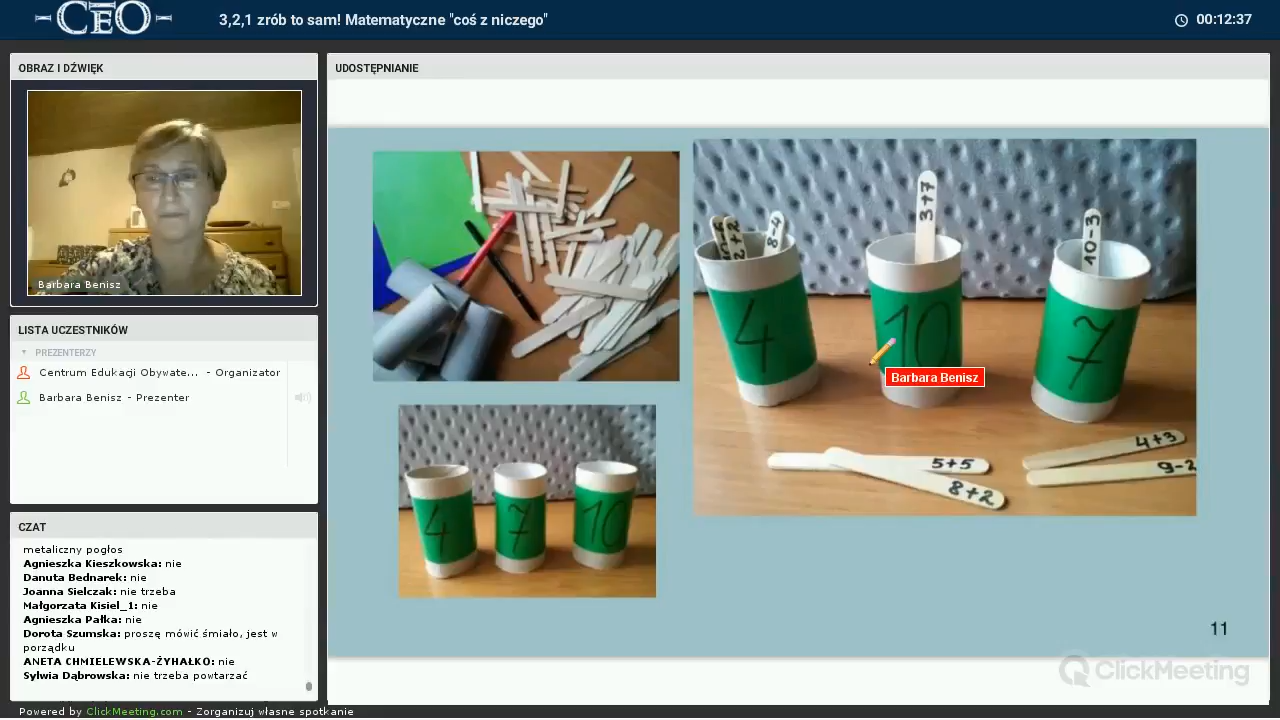 CEO
3,2,1 zrób to sam! Matematyczne "coś z niczego"
00:12:37
OBRAZ I DŹWIĘK
Barbara Benisz
LISTA UCZESTNIKÓW
PREZENTERZY
Centrum Edukacji Obywate... - Organizator
Barbara Benisz - Prezenter
CZAT
metaliczny pogłos
Agnieszka Kieszkowska: nie
Danuta Bednarek: nie
Joanna Sielczak: nie trzeba
Małgorzata Kisiel_1: nie
Agnieszka Pałka: nie
Dorota Szumska: proszę mówić śmiało, jest w
porządku
ANETA CHMIELEWSKA-ŻYHAŁKO: nie
Sylwia Dąbrowska: nie trzeba powtarzać
UDOSTĘPNIANIE
2+2
8-4
3+7
10-3
4
10
7
Barbara Benisz
5+5
8+2
4+3
9-2
4
7
10
11
ClickMeeting
Powered by ClickMeeting.com - Zorganizuj własne spotkanie